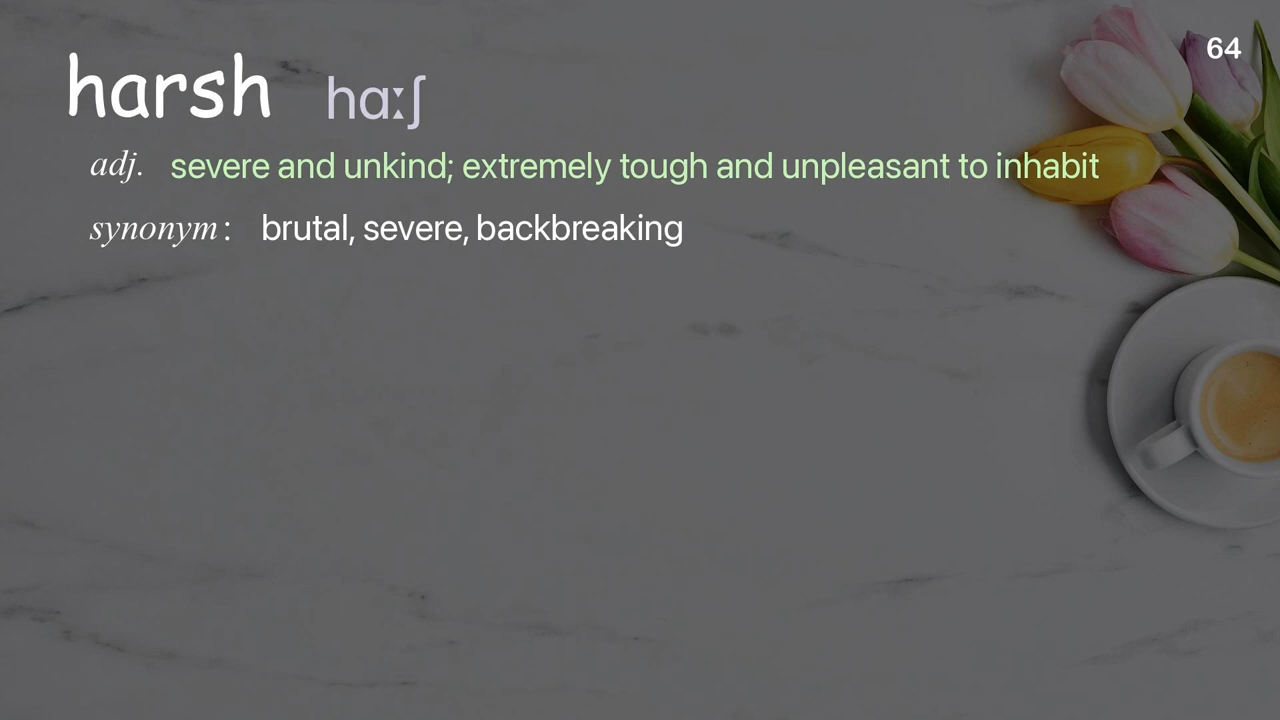 64
harsh hɑːʃ
adj. severe and unkind; extremely tough and unpleasant to inhabit
synonym : brutal, severe, backbreaking